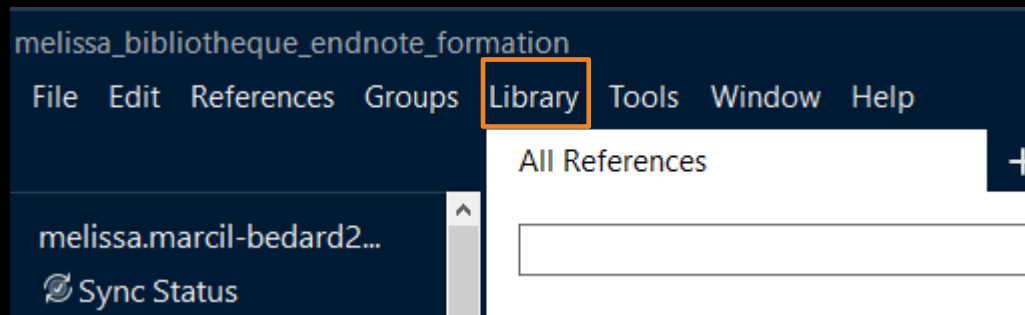 melissa_bibliotheque_endnote_formation
File Edit References Groups Library Tools Window Help
All References
melissa.marcil-bedard2...
Sync Status